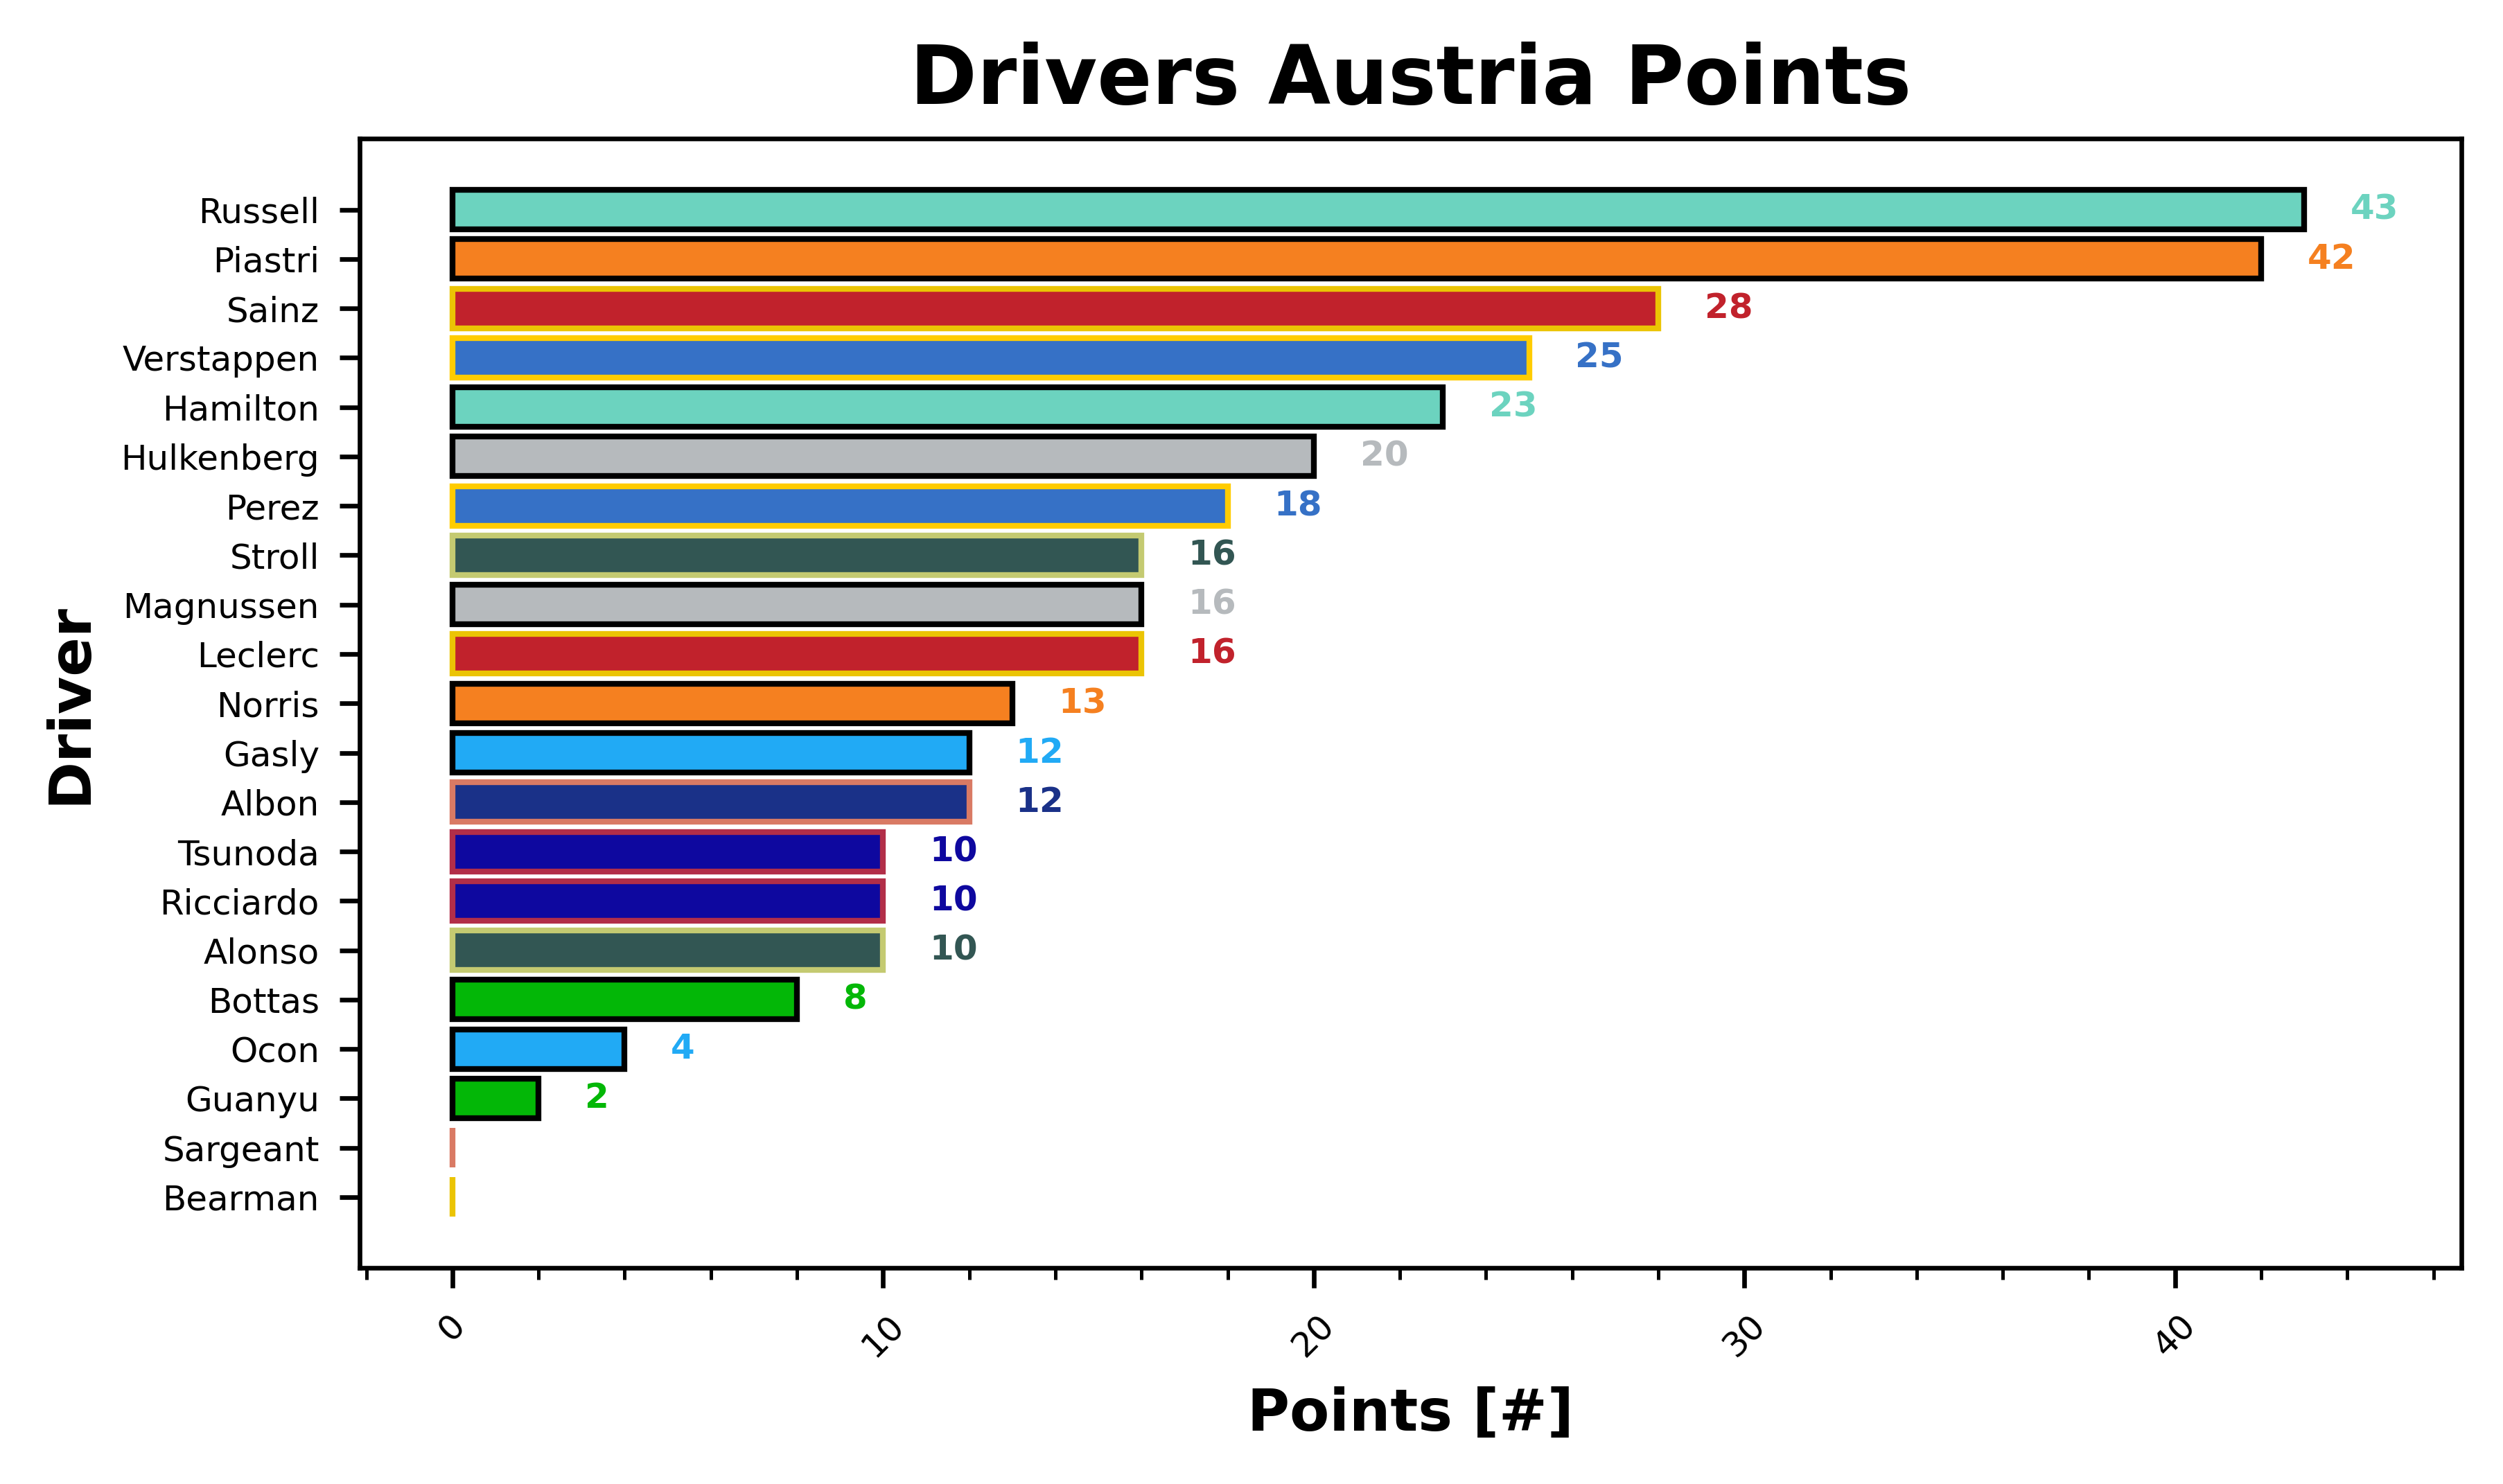 Drivers Austria Points
Russell 43
Piastri 42
Sainz 28
Verstappen 25
Hamilton 23
Hulkenberg 20
Perez 18
Stroll 16
Magnussen 16
Leclerc 16
Norris 13
Gasly 12
Albon 12
Tsunoda 10
Ricciardo 10
Alonso 10
Bottas 8
Ocon 4
Guanyu 2
Sargeant
Bearman
Driver
0 10 20 30 40
Points [#]